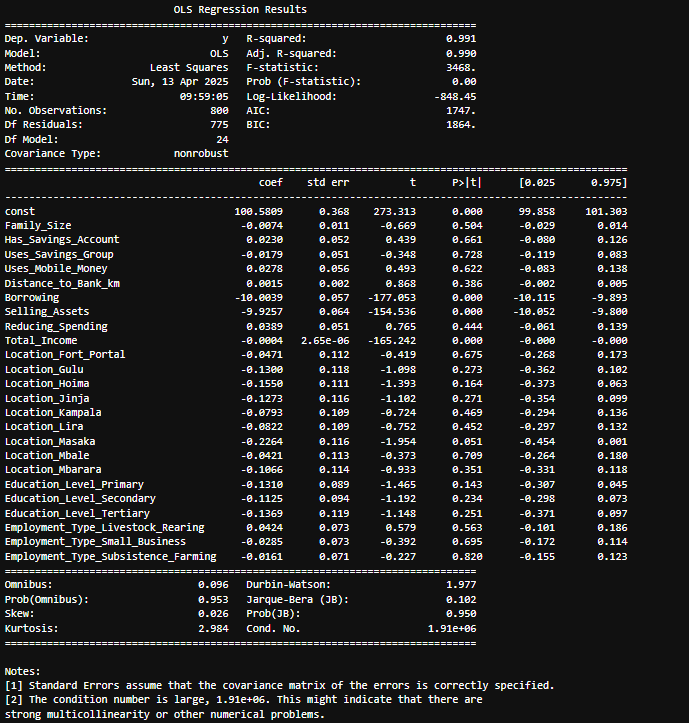 OLS Regression Results
==============================================================================
Dep. Variable:                      y   R-squared:                       0.991
Model:                            OLS   Adj. R-squared:                  0.990
Method:                 Least Squares   F-statistic:                     3468.
Date:                Sun, 13 Apr 2025   Prob (F-statistic):               0.00
Time:                        09:59:05   Log-Likelihood:                -848.45
No. Observations:                 800   AIC:                             1747.
Df Residuals:                     775   BIC:                             1864.
Df Model:                          24
Covariance Type:            nonrobust
=======================================================================================================
coef    std err          t      P>|t|      [0.025      0.975]
-------------------------------------------------------------------------------------------------------
const                                 100.5809      0.368    273.313      0.000      99.858     101.303
Family_Size                            -0.0074      0.011     -0.669      0.504      -0.029       0.014
Has_Savings_Account                     0.0230      0.052      0.439      0.661      -0.080       0.126
Uses_Savings_Group                     -0.0179      0.051     -0.348      0.728      -0.119       0.083
Uses_Mobile_Money                       0.0278      0.056      0.493      0.622      -0.083       0.138
Distance_to_Bank_km                     0.0015      0.002      0.868      0.386      -0.002       0.005
Borrowing                             -10.0039      0.057   -177.053      0.000     -10.115      -9.893
Selling_Assets                         -9.9257      0.064   -154.536      0.000     -10.052      -9.800
Reducing_Spending                       0.0389      0.051      0.765      0.444      -0.061       0.139
Total_Income                           -0.0004   2.65e-06   -165.242      0.000      -0.000      -0.000
Location_Fort_Portal                   -0.0471      0.112     -0.419      0.675      -0.268       0.173
Location_Gulu                          -0.1300      0.118     -1.098      0.273      -0.362       0.102
Location_Hoima                         -0.1550      0.111     -1.393      0.164      -0.373       0.063
Location_Jinja                         -0.1273      0.116     -1.102      0.271      -0.354       0.099
Location_Kampala                       -0.0793      0.109     -0.724      0.469      -0.294       0.136
Location_Lira                          -0.0822      0.109     -0.752      0.452      -0.297       0.132
Location_Masaka                        -0.2264      0.116     -1.954      0.051      -0.454       0.001
Location_Mbale                         -0.0421      0.113     -0.373      0.709      -0.264       0.180
Location_Mbarara                       -0.1066      0.114     -0.933      0.351      -0.331       0.118
Education_Level_Primary                -0.1310      0.089     -1.465      0.143      -0.307       0.045
Education_Level_Secondary              -0.1125      0.094     -1.192      0.234      -0.298       0.073
Education_Level_Tertiary               -0.1369      0.119     -1.148      0.251      -0.371       0.097
Employment_Type_Livestock_Rearing       0.0424      0.073      0.579      0.563      -0.101       0.186
Employment_Type_Small_Business         -0.0285      0.073     -0.392      0.695      -0.172       0.114
Employment_Type_Subsistence_Farming    -0.0161      0.071     -0.227      0.820      -0.155       0.123
==============================================================================
Omnibus:                        0.096   Durbin-Watson:                   1.977
Prob(Omnibus):                  0.953   Jarque-Bera (JB):                0.102
Skew:                           0.026   Prob(JB):                        0.950
Kurtosis:                       2.984   Cond. No.                     1.91e+06
==============================================================================
Notes:
[1] Standard Errors assume that the covariance matrix of the errors is correctly specified.
[2] The condition number is large, 1.91e+06. This might indicate that there are
strong multicollinearity or other numerical problems.